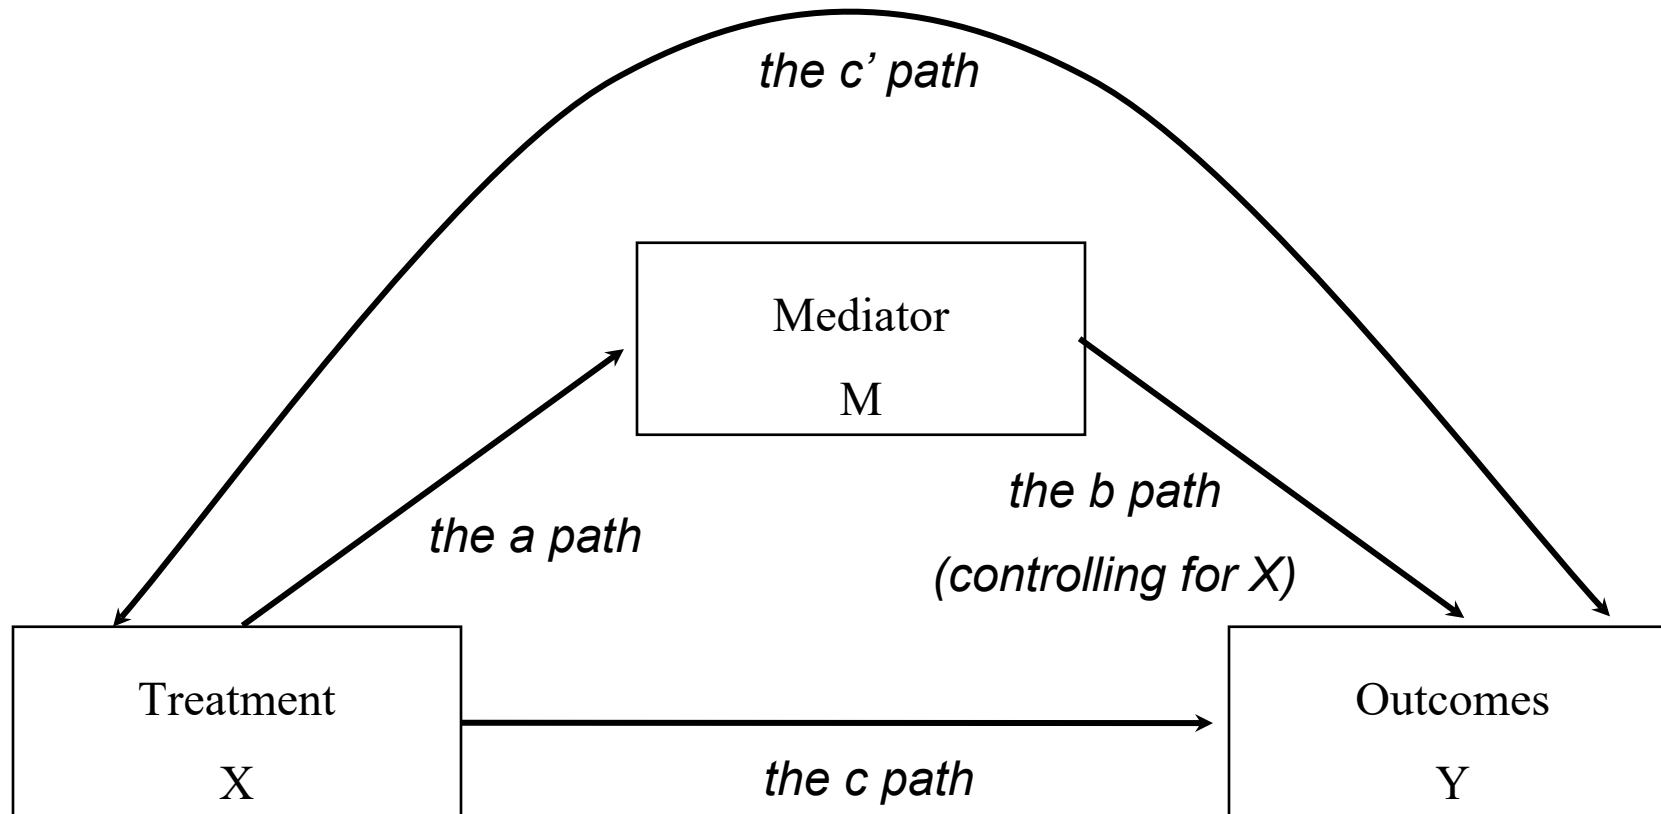 the c’ path
Mediator
M
the a path
the b path
(controlling for X)
Treatment
X
the c path
Outcomes
Y